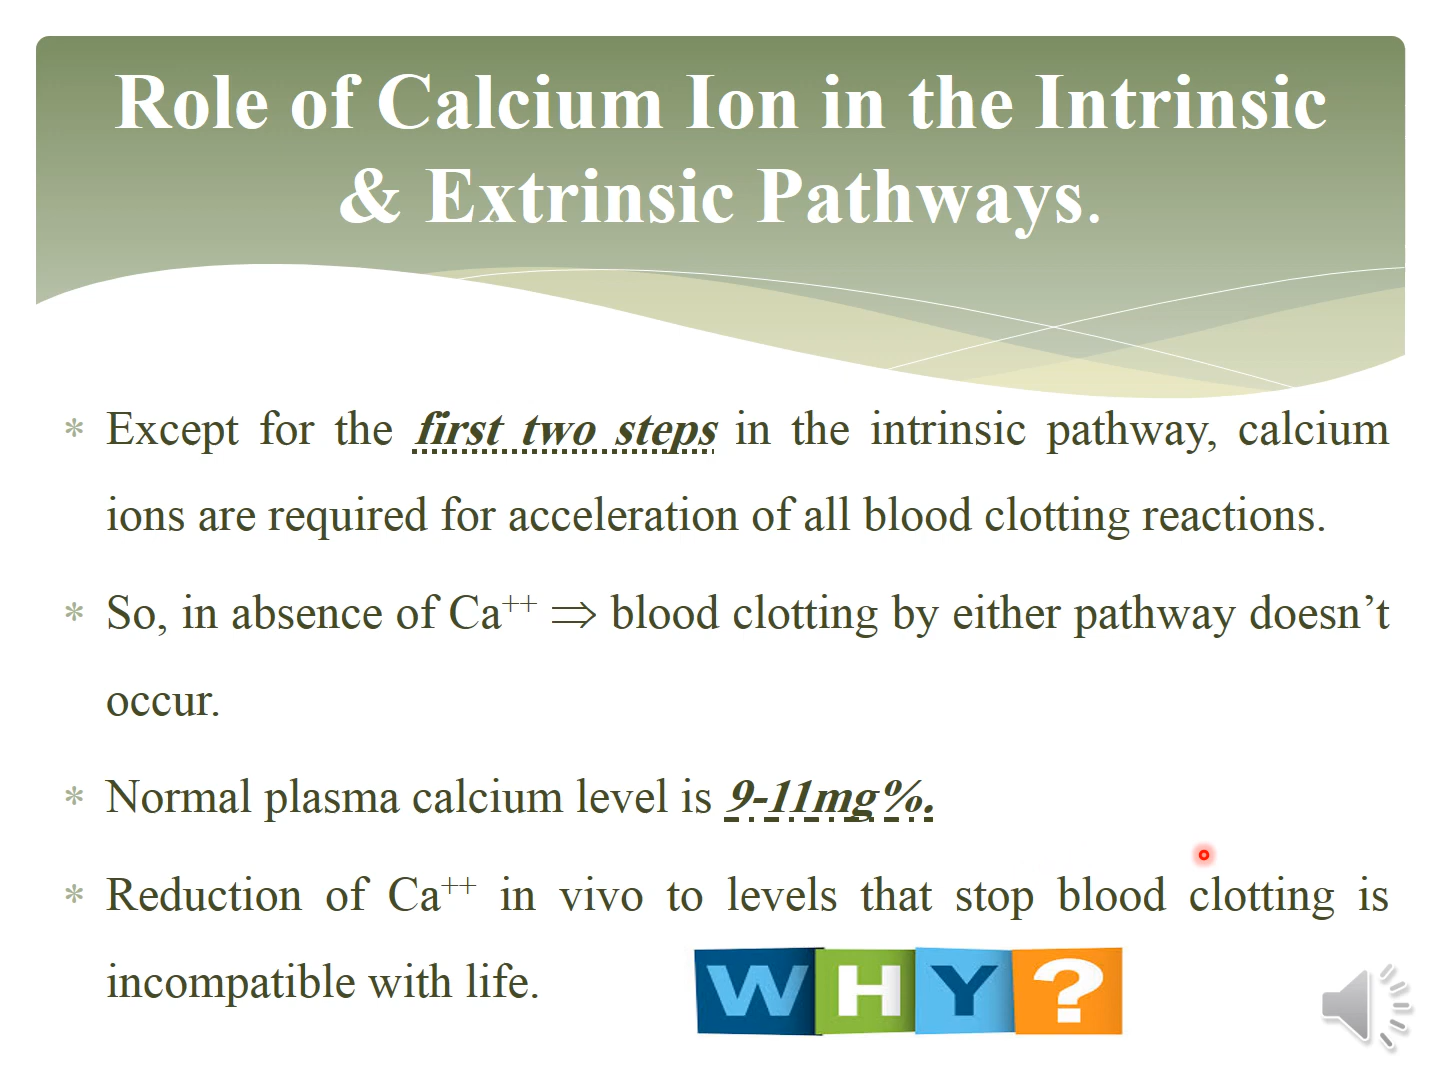 Role of Calcium Ion in the Intrinsic
& Extrinsic Pathways.
* Except for the first two steps in the intrinsic pathway, calcium
ions are required for acceleration of all blood clotting reactions.
* So, in absence of Ca⁺⁺ ⇒ blood clotting by either pathway doesn’t
occur.
* Normal plasma calcium level is 9-11mg%.
* Reduction of Ca⁺⁺ in vivo to levels that stop blood clotting is
incompatible with life.
WHY?